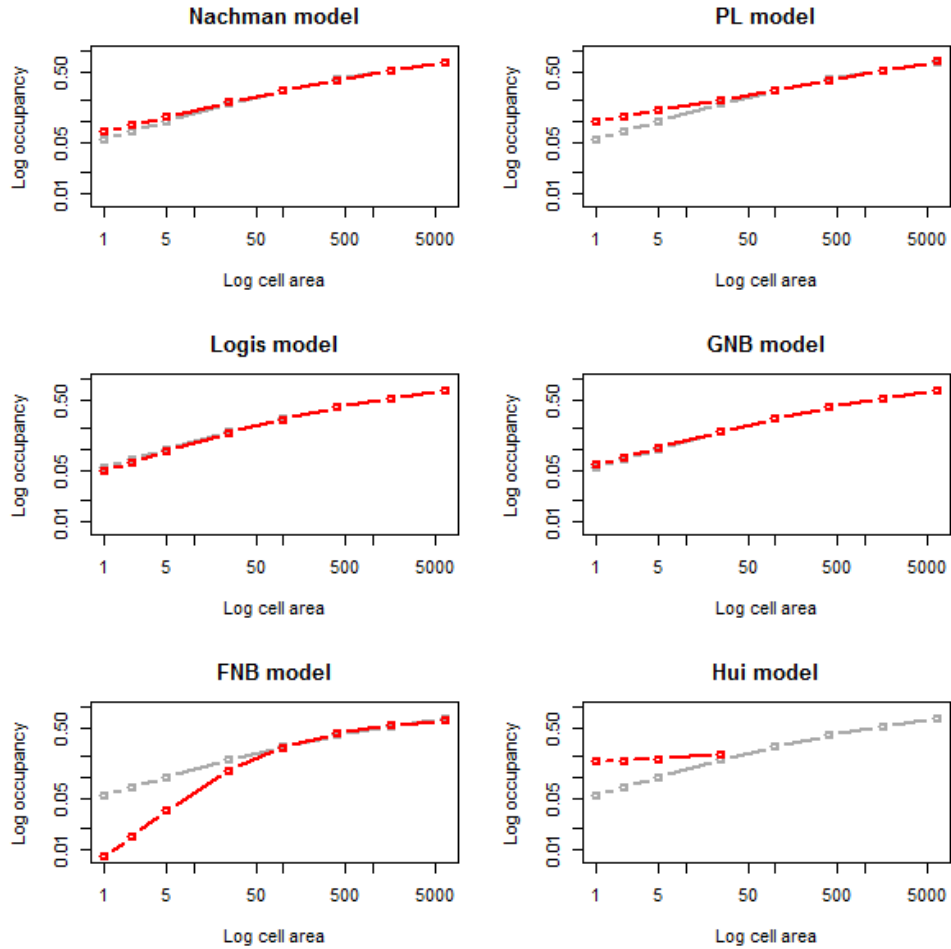 Nachman model
Log occupancy
0.50
0.05
0.01
1 5 50 500 5000
Log cell area
PL model
Log occupancy
0.50
0.05
0.01
1 5 50 500 5000
Log cell area
Logis model
Log occupancy
0.50
0.05
0.01
1 5 50 500 5000
Log cell area
GNB model
Log occupancy
0.50
0.05
0.01
1 5 50 500 5000
Log cell area
FNB model
Log occupancy
0.50
0.05
0.01
1 5 50 500 5000
Log cell area
Hui model
Log occupancy
0.50
0.05
0.01
1 5 50 500 5000
Log cell area